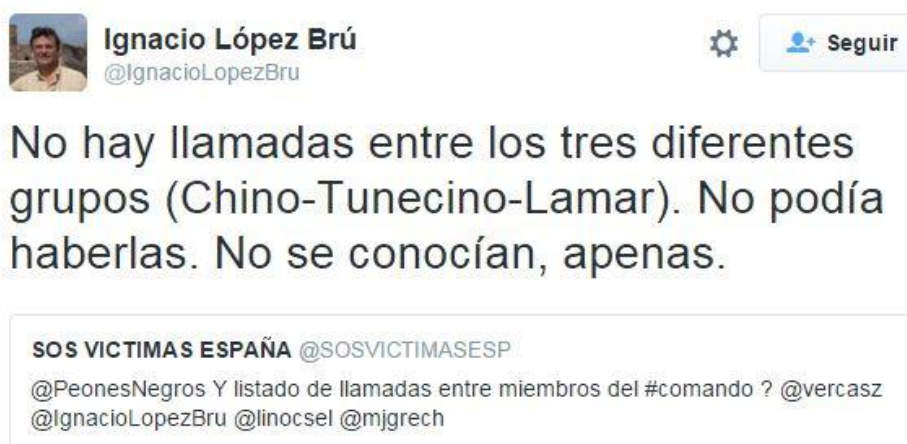 Ignacio López Brú
@IgnacioLopezBru
Seguir
No hay llamadas entre los tres diferentes
grupos (Chino-Tunecino-Lamar). No podía
haberlas. No se conocían, apenas.
SOS VICTIMAS ESPAÑA @SOSVICTIMASESP
@PeonesNegros Y listado de llamadas entre miembros del #comando ? @vercasz
@IgnacioLopezBru @linocsel @mjgrech